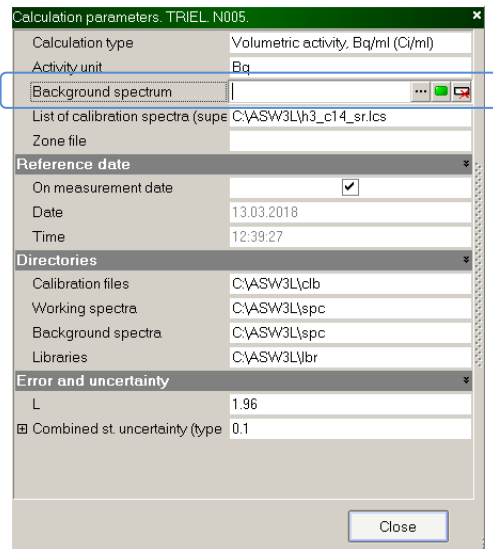 Calculation parameters. TRIEL. N005.
Calculation type Volumetric activity, Bq/ml (Ci/ml)
Activity unit Bq
Background spectrum ...
List of calibration spectra (supe C:\ASW3L\h3_c14_sr.lcs
Zone file
Reference date
On measurement date
Date 13.03.2018
Time 12:39:27
Directories
Calibration files C:\ASW3L\clb
Working spectra C:\ASW3L\spc
Background spectra C:\ASW3L\spc
Libraries C:\ASW3L\lbr
Error and uncertainty
L 1.96
Combined st. uncertainty (type 0.1
Close